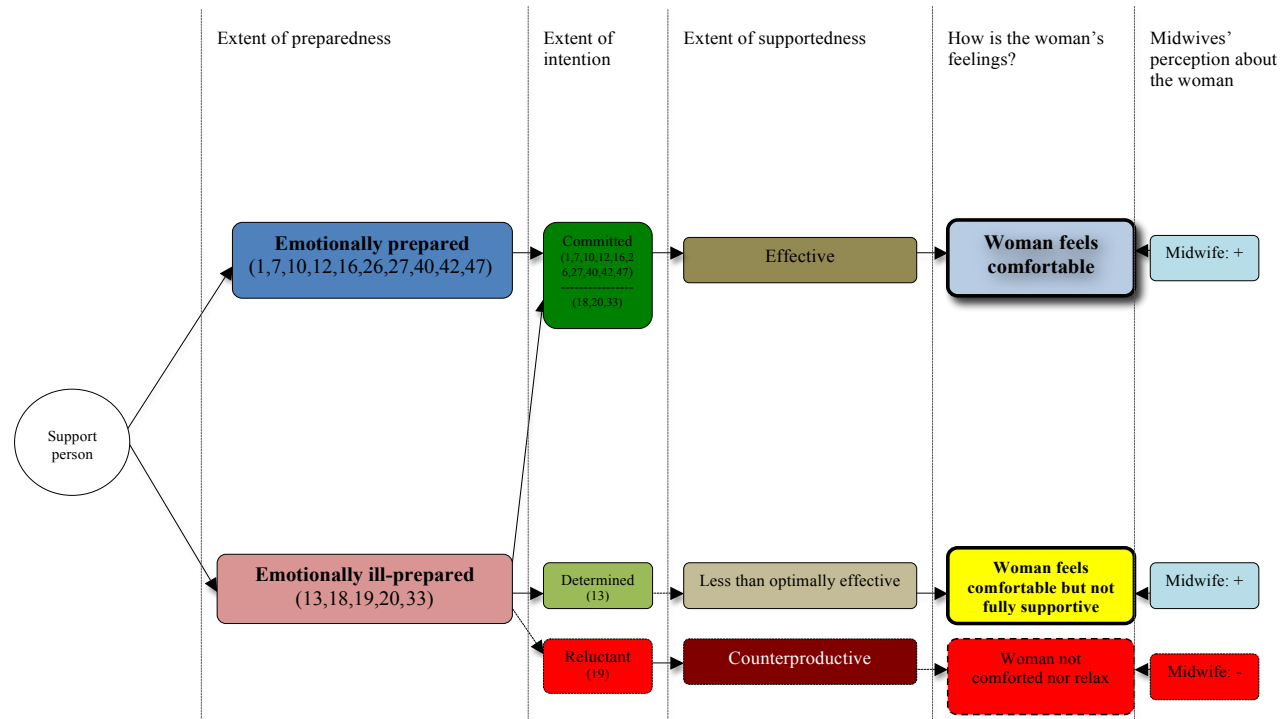 Extent of preparedness
Extent of
intention
Extent of supportedness
How is the woman’s
feelings?
Midwives’
perception about
the woman
Support
person
Emotionally prepared
(1,7,10,12,16,26,27,40,42,47)
Committed
(1,7,10,12,16,2
6,27,40,42,47)
----------------
(18,20,33)
Effective
Woman feels
comfortable
Midwife: +
Emotionally ill-prepared
(13,18,19,20,33)
Determined
(13)
Less than optimally effective
Woman feels
comfortable but not
fully supportive
Midwife: +
Reluctant
(19)
Counterproductive
Woman not
comforted nor relax
Midwife: -